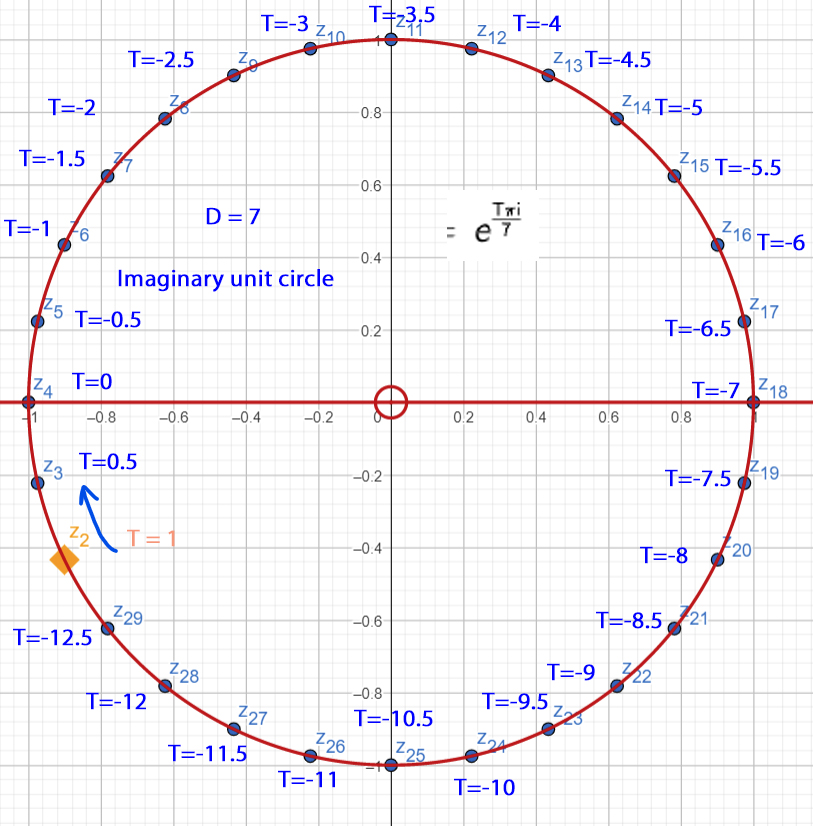 T=-3 z10 T=-3.5 z11 T=-4 z12
T=-2.5 z9 1 z13 T=-4.5
T=-2 z8 0.8 z14 T=-5
T=-1.5 z7 0.6 z15 T=-5.5
T=-1 z6 D = 7 = e^(Tπi/7) z16 T=-6
0.4
Imaginary unit circle
z5 T=-0.5 0.2 T=-6.5 z17
z4 T=0 T=-7 z18
-1 −0.8 −0.6 −0.4 −0.2 0 0.2 0.4 0.6 0.8 1
z3 T=0.5 −0.2 T=-7.5 z19
z2 T = 1 −0.4 T=-8 z20
z29 −0.6 T=-8.5 z21
T=-12.5
z28 −0.8 T=-9 z22
T=-12
z27 T=-10.5 T=-9.5 z23
T=-11.5 z26 −1 z25 z24
T=-11 T=-10